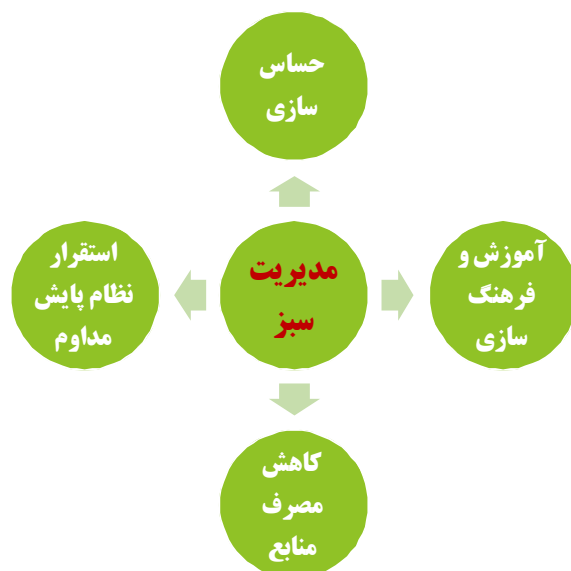 حساس
سازی
آموزش و
فرهنگ
سازی
مدیریت
سبز
استقرار
نظام پایش
مداوم
کاهش
مصرف
منابع